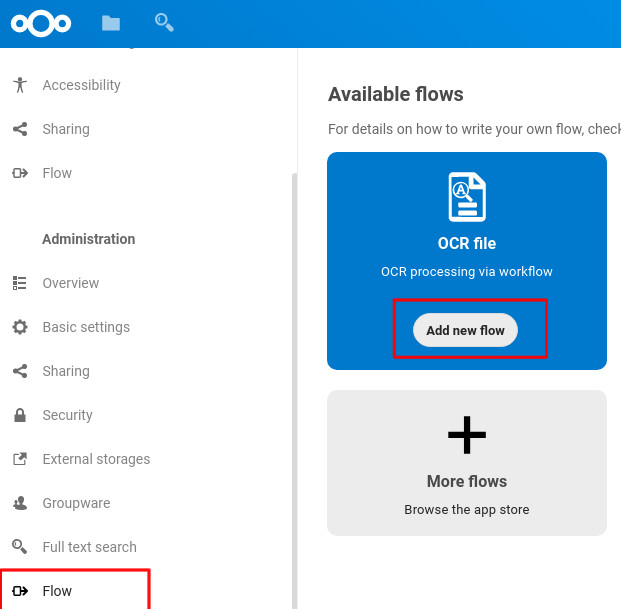 Accessibility
Sharing
Flow
Administration
Overview
Basic settings
Sharing
Security
External storages
Groupware
Full text search
Flow
Available flows
For details on how to write your own flow, check
A
OCR file
OCR processing via workflow
Add new flow
More flows
Browse the app store